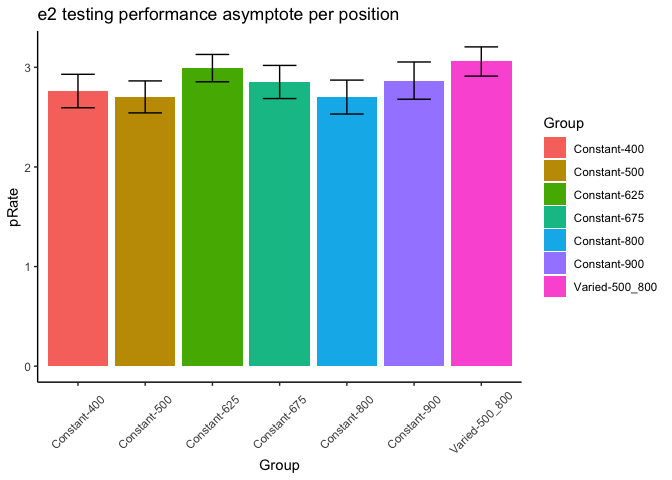 e2 testing performance asymptote per position
pRate
3
2
1
0
Constant-400
Constant-500
Constant-625
Constant-675
Constant-800
Constant-900
Varied-500_800
Group
Group
Constant-400
Constant-500
Constant-625
Constant-675
Constant-800
Constant-900
Varied-500_800